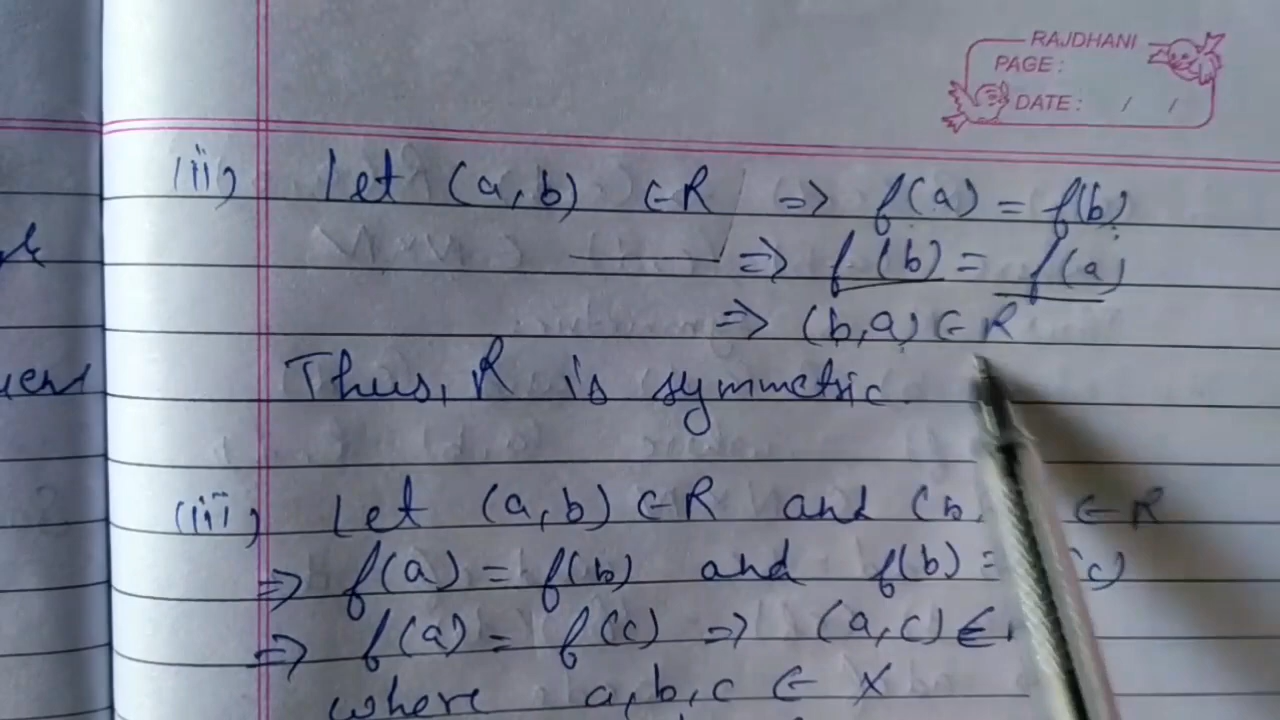 RAJDHANI
PAGE :
DATE : / /
(ii) Let (a,b) ∈R => f(a) = f(b)
=> f(b) = f(a)
=> (b,a) ∈ R
Thus, R is symmetric.
(iii) Let (a,b) ∈R and (b, ∈ R
=> f(a) = f(b) and f(b) = c)
=> f(a) = f(c) => (a,c) ∈
where a,b,c ∈ X